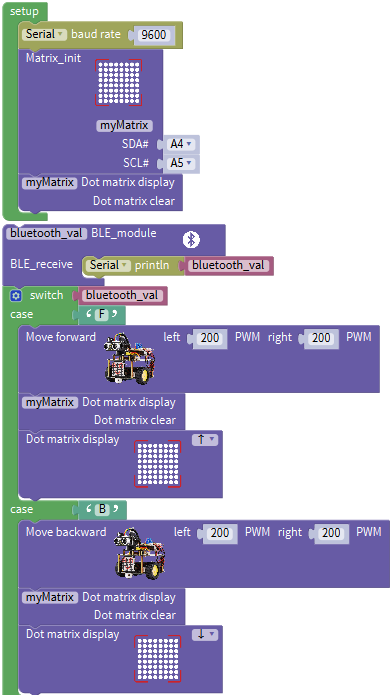 setup
Serial baud rate 9600
Matrix_init
myMatrix
SDA# A4
SCL# A5
myMatrix Dot matrix display
Dot matrix clear
bluetooth_val BLE_module
BLE_receive Serial println bluetooth_val
switch bluetooth_val
case “ F ”
Move forward left 200 PWM right 200 PWM
myMatrix Dot matrix display
Dot matrix clear
Dot matrix display ↑
case “ B ”
Move backward left 200 PWM right 200 PWM
myMatrix Dot matrix display
Dot matrix clear
Dot matrix display ↓